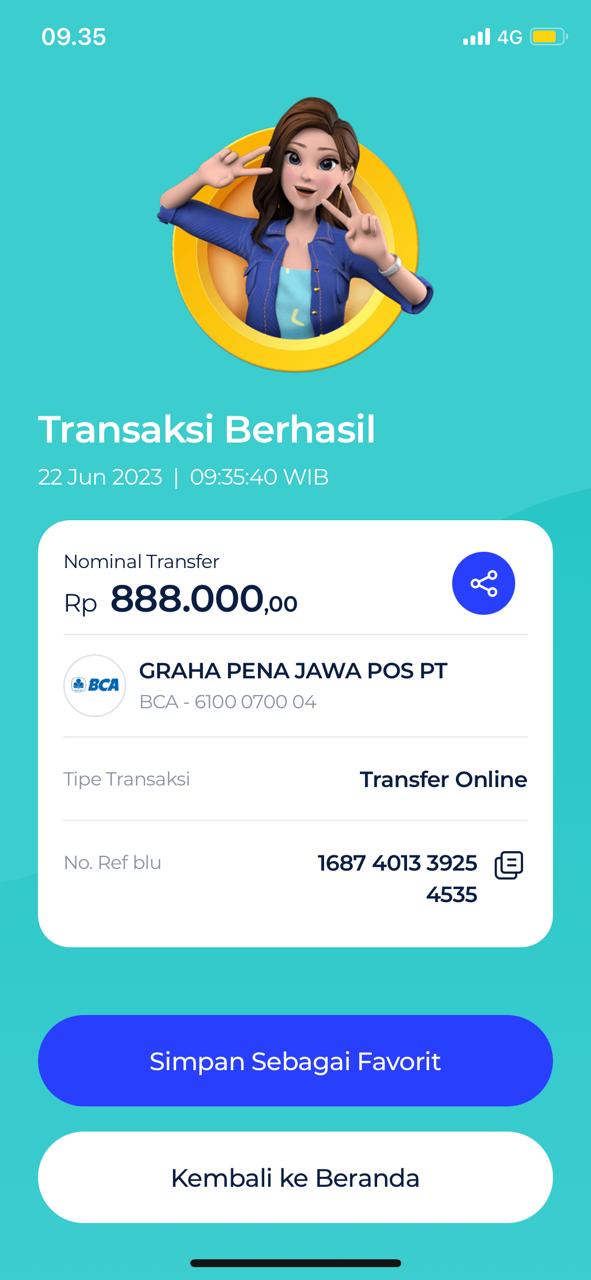 09.35
4G
Transaksi Berhasil
22 Jun 2023 | 09:35:40 WIB
Nominal Transfer
Rp 888.000,00
BCA
GRAHA PENA JAWA POS PT
BCA - 6100 0700 04
Tipe Transaksi
Transfer Online
No. Ref blu
1687 4013 3925
4535
Simpan Sebagai Favorit
Kembali ke Beranda